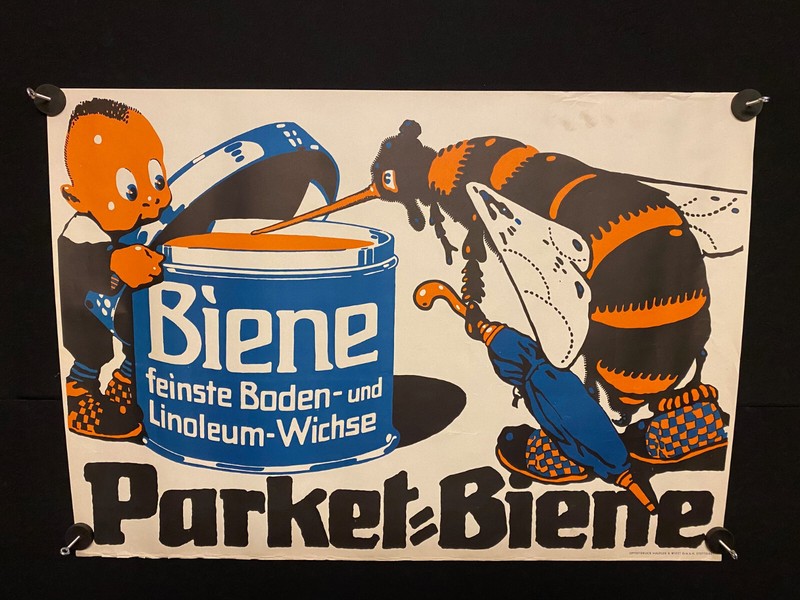 Biene
feinste Boden- und
Linoleum-Wichse
Parket=Biene